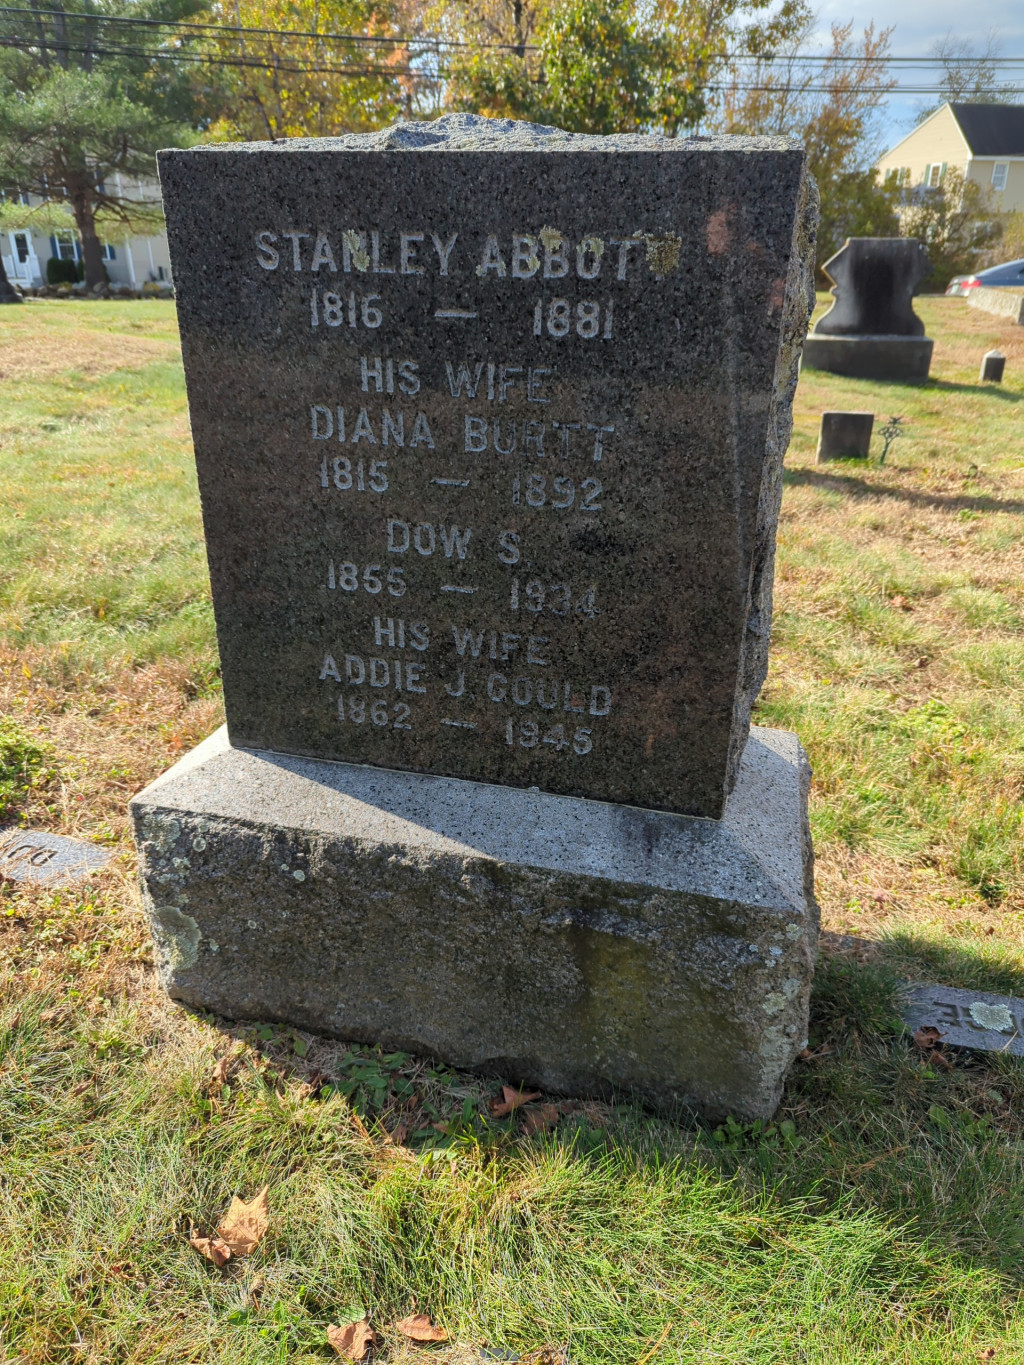 STANLEY ABBOTT
1816 — 1881
HIS WIFE
DIANA BURTT
1815 — 1892
DOW S.
1855 — 1934
HIS WIFE
ADDIE J. GOULD
1862 — 1945